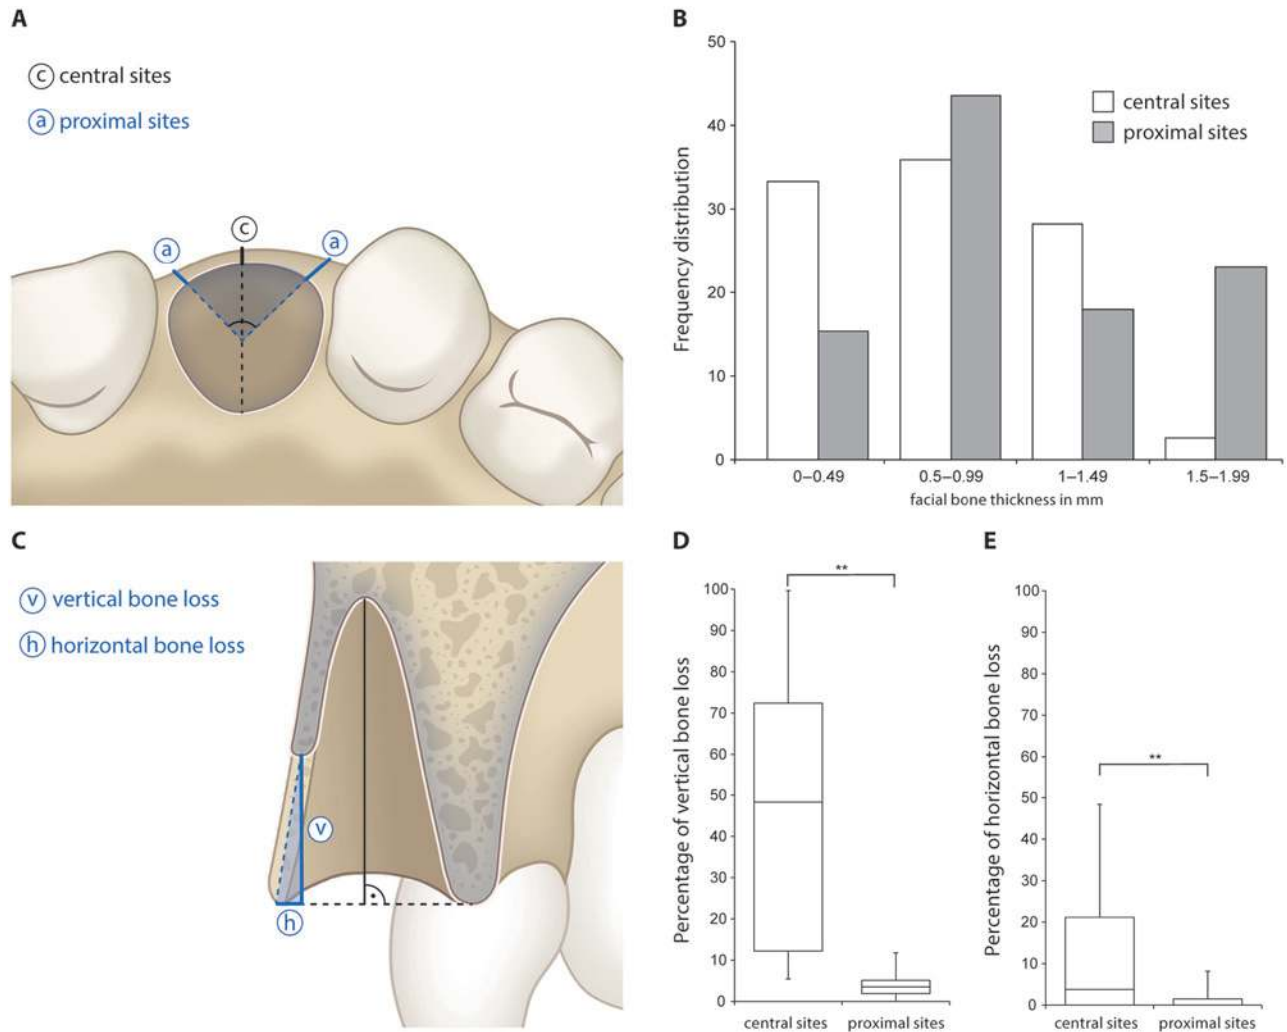 A
c central sites
a proximal sites
c
a
a
B
50
40
30
20
10
0
Frequency distribution
central sites
proximal sites
0–0.49
0.5–0.99
1–1.49
1.5–1.99
facial bone thickness in mm
C
v vertical bone loss
h horizontal bone loss
v
h
D
**
100
90
80
70
60
50
40
30
20
10
0
Percentage of vertical bone loss
central sites
proximal sites
E
**
100
90
80
70
60
50
40
30
20
10
0
Percentage of horizontal bone loss
central sites
proximal sites